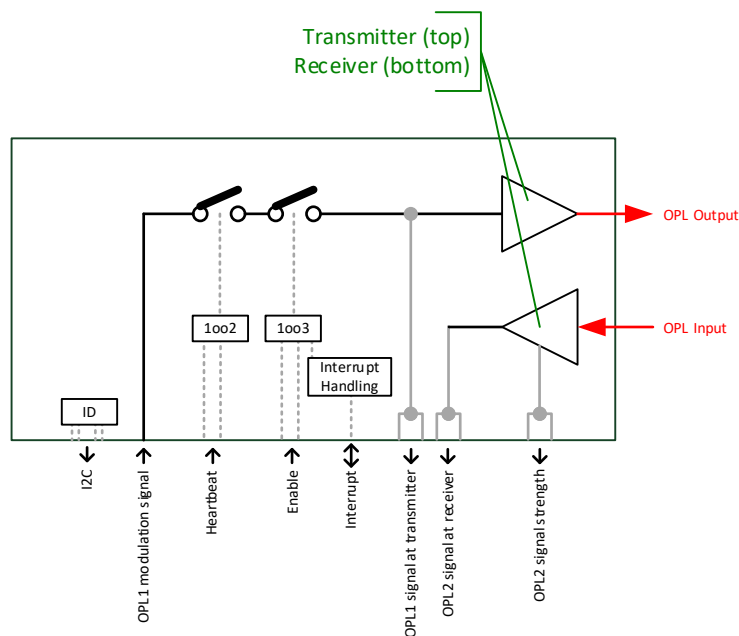 Transmitter (top)
Receiver (bottom)
OPL Output
1oo2
1oo3
OPL Input
Interrupt
Handling
ID
I2C
OPL1 modulation signal
Heartbeat
Enable
Interrupt
OPL1 signal at transmitter
OPL2 signal at receiver
OPL2 signal strength